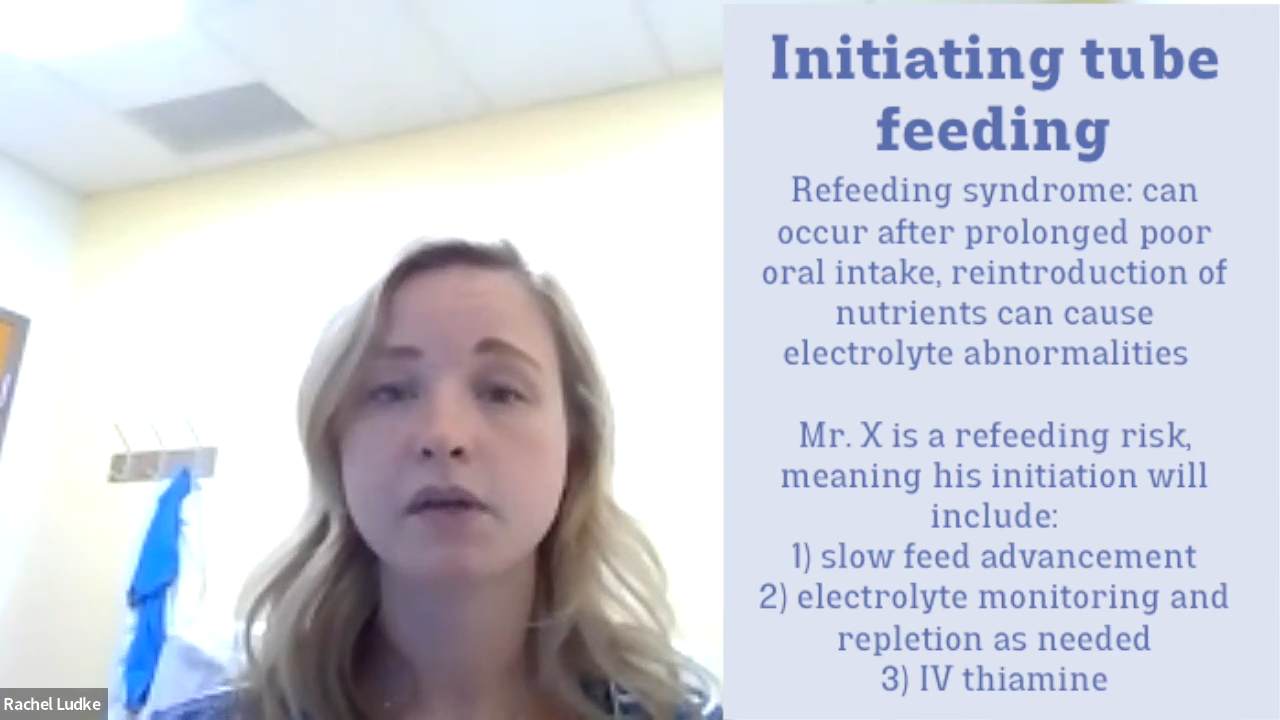 Initiating tube
feeding
Refeeding syndrome: can
occur after prolonged poor
oral intake, reintroduction of
nutrients can cause
electrolyte abnormalities
Mr. X is a refeeding risk,
meaning his initiation will
include:
1) slow feed advancement
2) electrolyte monitoring and
repletion as needed
3) IV thiamine
Rachel Ludke